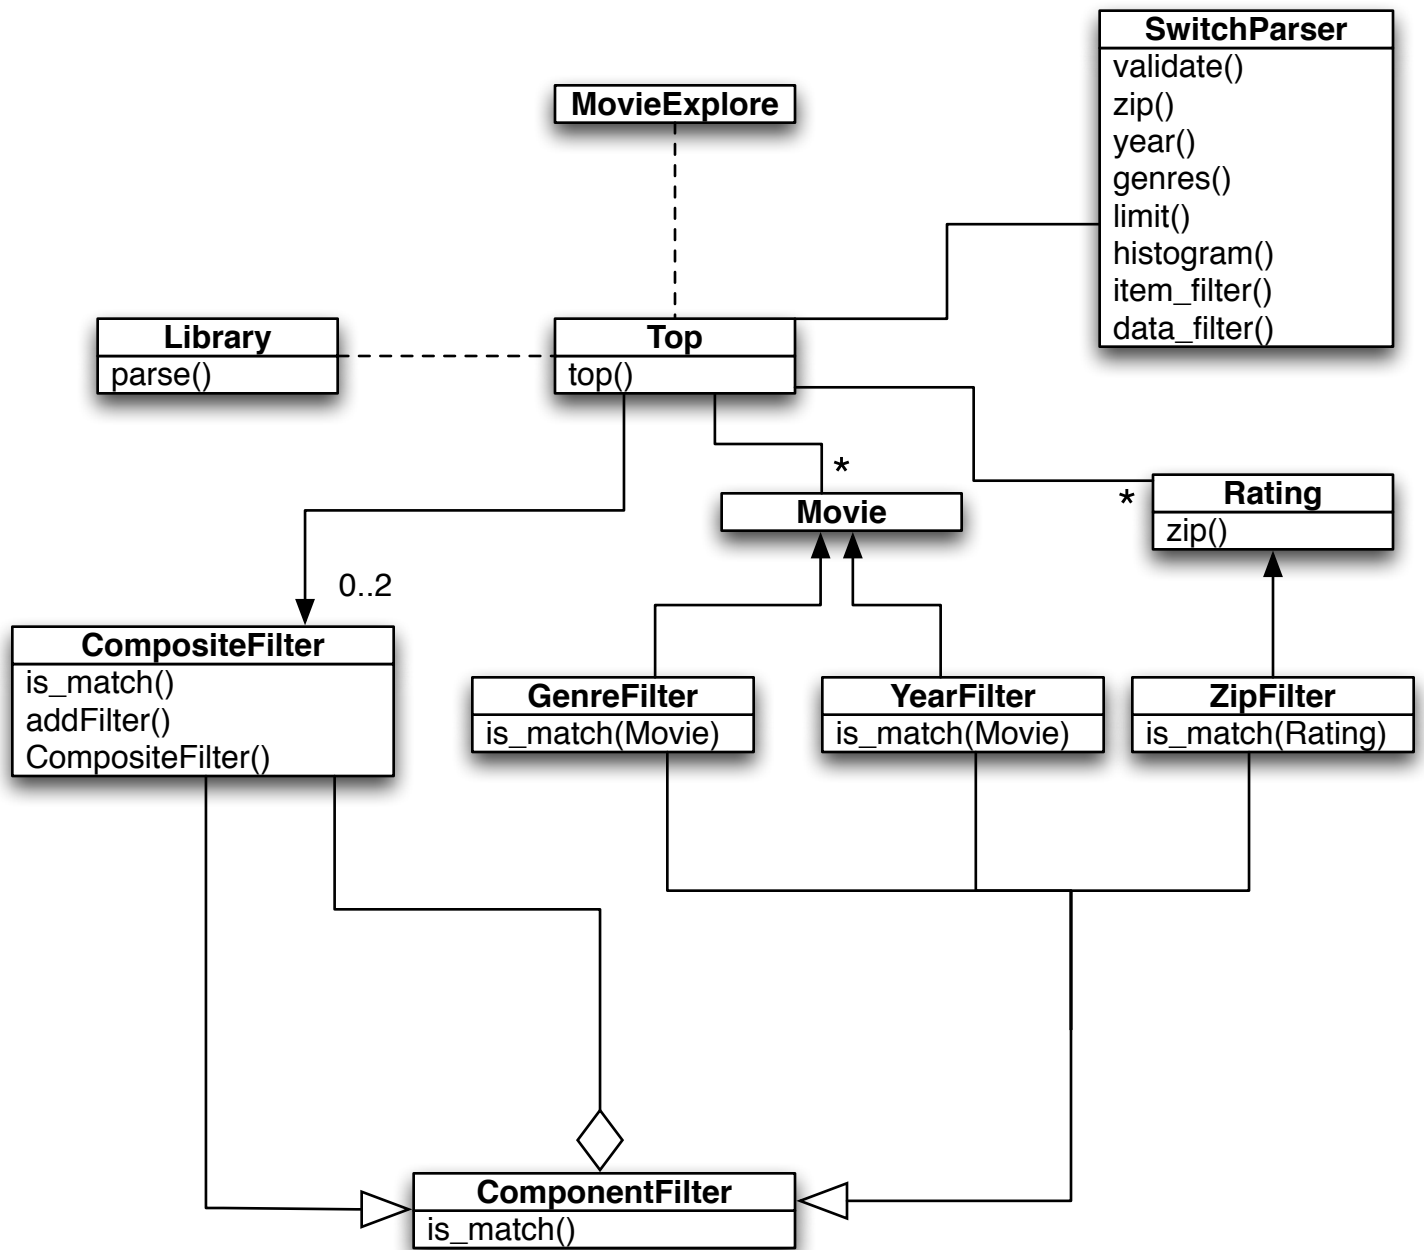 SwitchParser
validate()
zip()
year()
genres()
limit()
histogram()
item_filter()
data_filter()
MovieExplore
Library
parse()
Top
top()
*
Movie
*
Rating
zip()
0..2
CompositeFilter
is_match()
addFilter()
CompositeFilter()
GenreFilter
is_match(Movie)
YearFilter
is_match(Movie)
ZipFilter
is_match(Rating)
ComponentFilter
is_match()